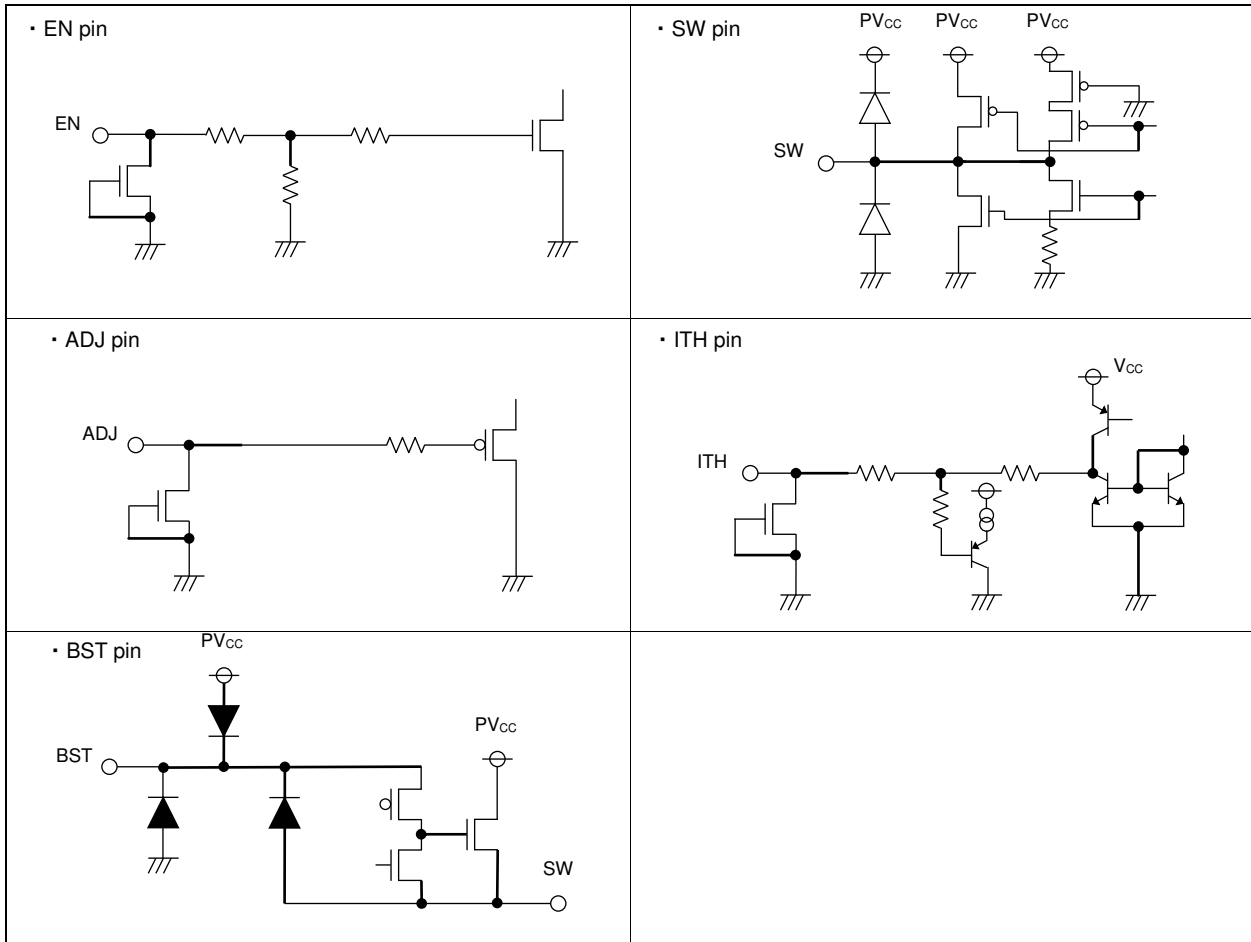 ・EN pin
EN
・SW pin
PVCC PVCC PVCC
SW
・ADJ pin
ADJ
・ITH pin
VCC
ITH
・BST pin
PVCC
PVCC
BST
SW